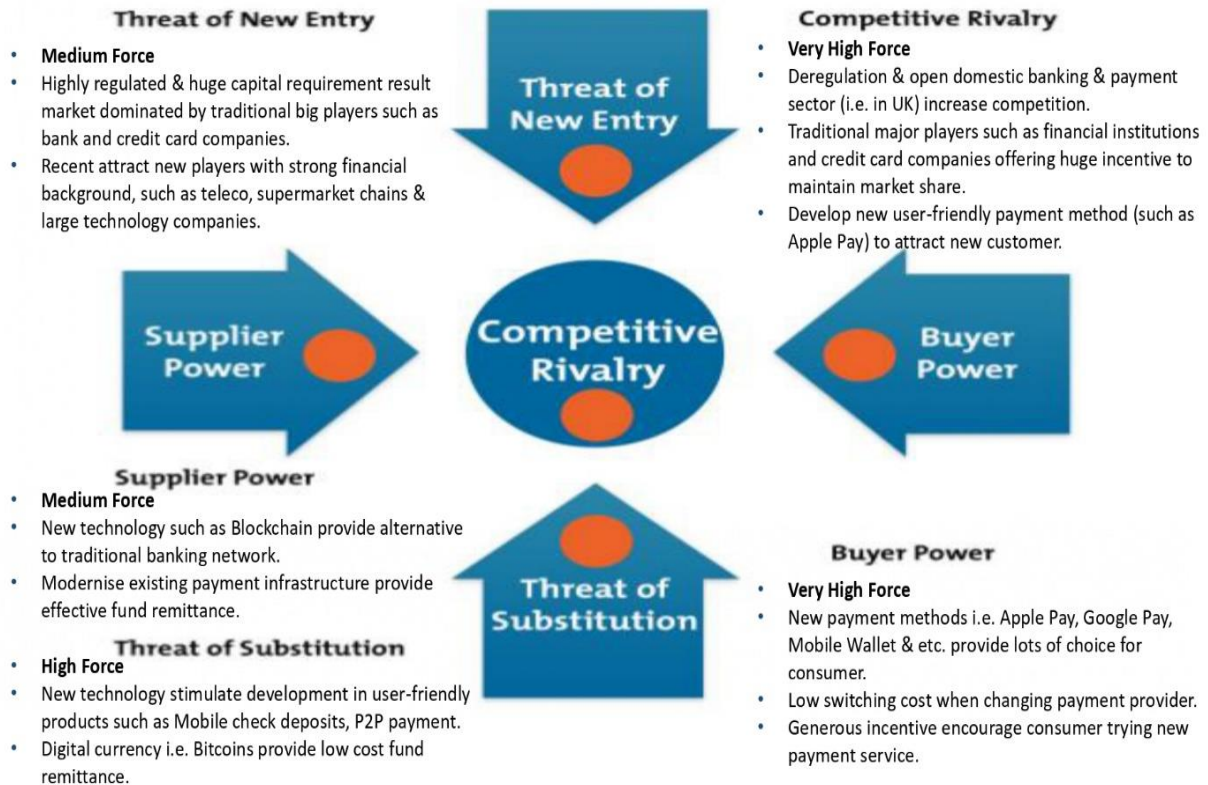 Threat of New Entry
• Medium Force
• Highly regulated & huge capital requirement result
market dominated by traditional big players such as
bank and credit card companies.
• Recent attract new players with strong financial
background, such as teleco, supermarket chains &
large technology companies.
Threat of
New Entry
Competitive Rivalry
• Very High Force
• Deregulation & open domestic banking & payment
sector (i.e. in UK) increase competition.
• Traditional major players such as financial institutions
and credit card companies offering huge incentive to
maintain market share.
• Develop new user-friendly payment method (such as
Apple Pay) to attract new customer.
Supplier
Power
Competitive
Rivalry
Buyer
Power
Supplier Power
• Medium Force
• New technology such as Blockchain provide alternative
to traditional banking network.
• Modernise existing payment infrastructure provide
effective fund remittance.
Threat of Substitution
• High Force
• New technology stimulate development in user-friendly
products such as Mobile check deposits, P2P payment.
• Digital currency i.e. Bitcoins provide low cost fund
remittance.
Threat of
Substitution
Buyer Power
• Very High Force
• New payment methods i.e. Apple Pay, Google Pay,
Mobile Wallet & etc. provide lots of choice for
consumer.
• Low switching cost when changing payment provider.
• Generous incentive encourage consumer trying new
payment service.